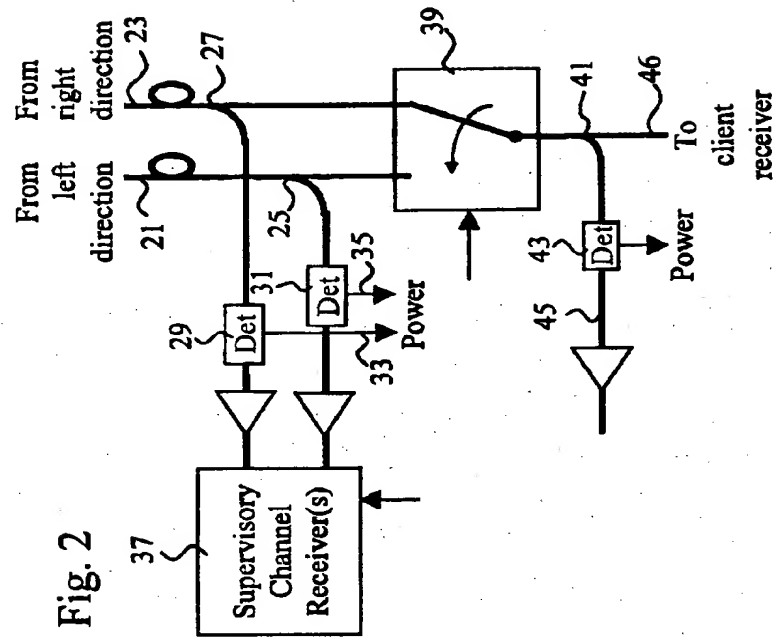 Fig. 2
From
left
direction
From
right
direction
21
23
25
27
29
Det
31
Det
33
35
Power
37
Supervisory
Channel
Receiver(s)
39
41
43
Det
45
Power
46
To
client
receiver